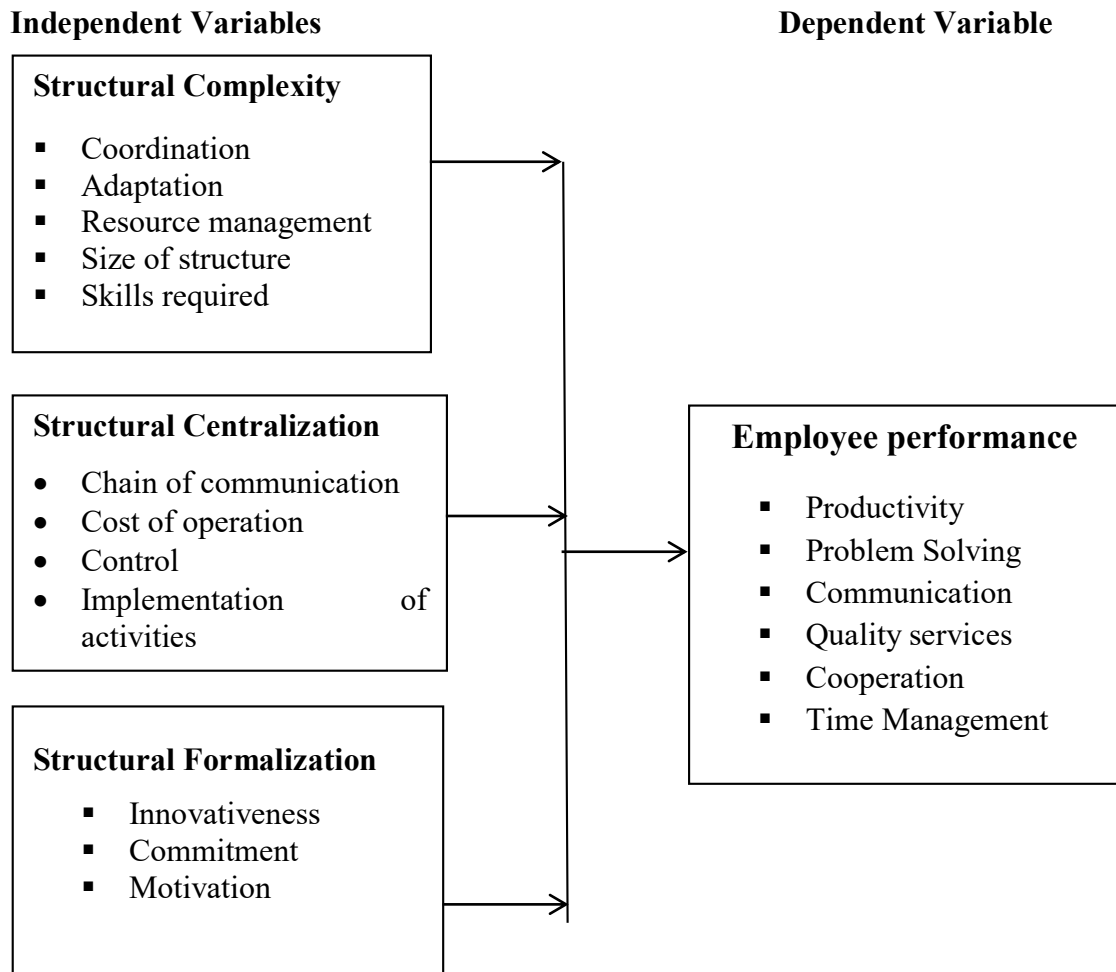 Independent Variables
Dependent Variable
Structural Complexity
▪ Coordination
▪ Adaptation
▪ Resource management
▪ Size of structure
▪ Skills required
Structural Centralization
• Chain of communication
• Cost of operation
• Control
• Implementation of
activities
Structural Formalization
▪ Innovativeness
▪ Commitment
▪ Motivation
Employee performance
▪ Productivity
▪ Problem Solving
▪ Communication
▪ Quality services
▪ Cooperation
▪ Time Management